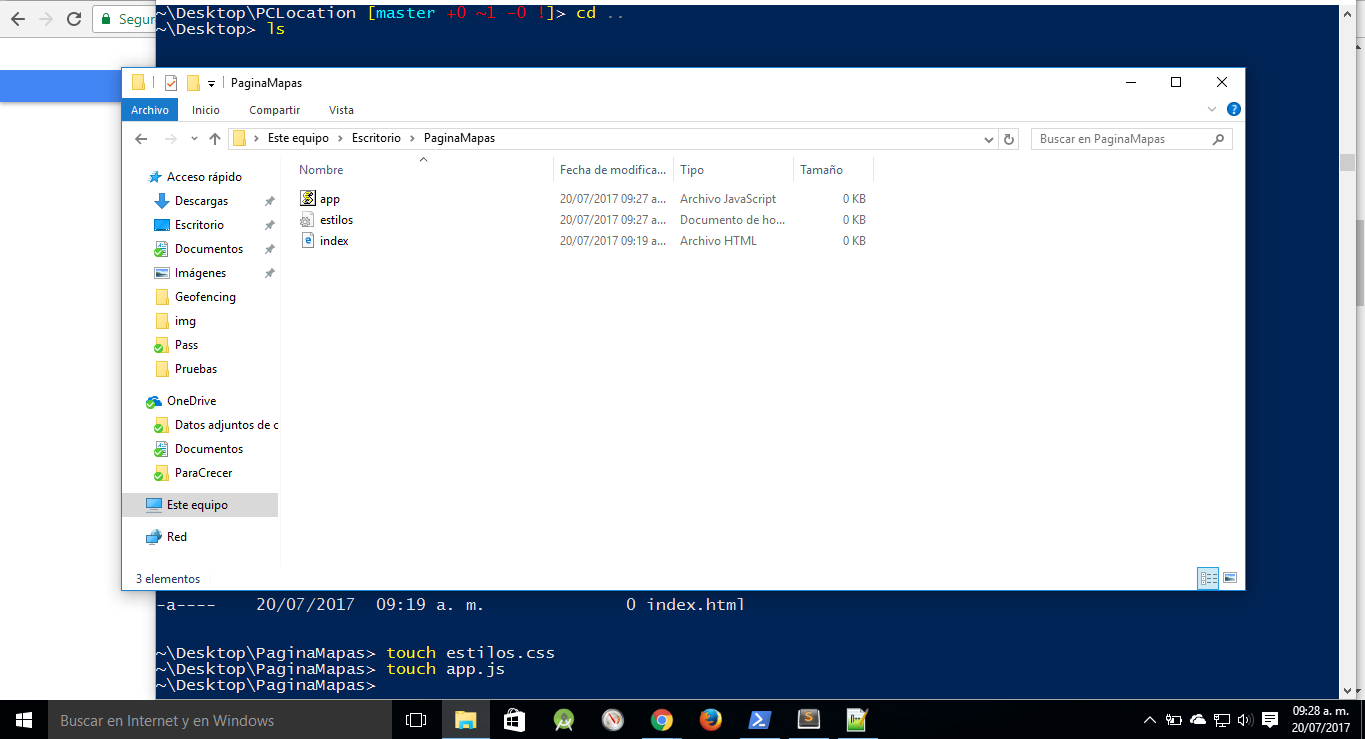 ~\Desktop\PCLocation [master +0 ~1 -0 !]> cd ..
Segur
~\Desktop> ls
PaginaMapas
Archivo Inicio Compartir Vista
Este equipo Escritorio PaginaMapas Buscar en PaginaMapas
Nombre Fecha de modifica... Tipo Tamaño
app 20/07/2017 09:27 a... Archivo JavaScript 0 KB
estilos 20/07/2017 09:27 a... Documento de ho... 0 KB
index 20/07/2017 09:19 a... Archivo HTML 0 KB
Acceso rápido
Descargas
Escritorio
Documentos
Imágenes
Geofencing
img
Pass
Pruebas
OneDrive
Datos adjuntos de c
Documentos
ParaCrecer
Este equipo
Red
3 elementos
-a---- 20/07/2017 09:19 a. m. 0 index.html
~\Desktop\PaginaMapas> touch estilos.css
~\Desktop\PaginaMapas> touch app.js
~\Desktop\PaginaMapas>
Buscar en Internet y en Windows
09:28 a. m.
20/07/2017